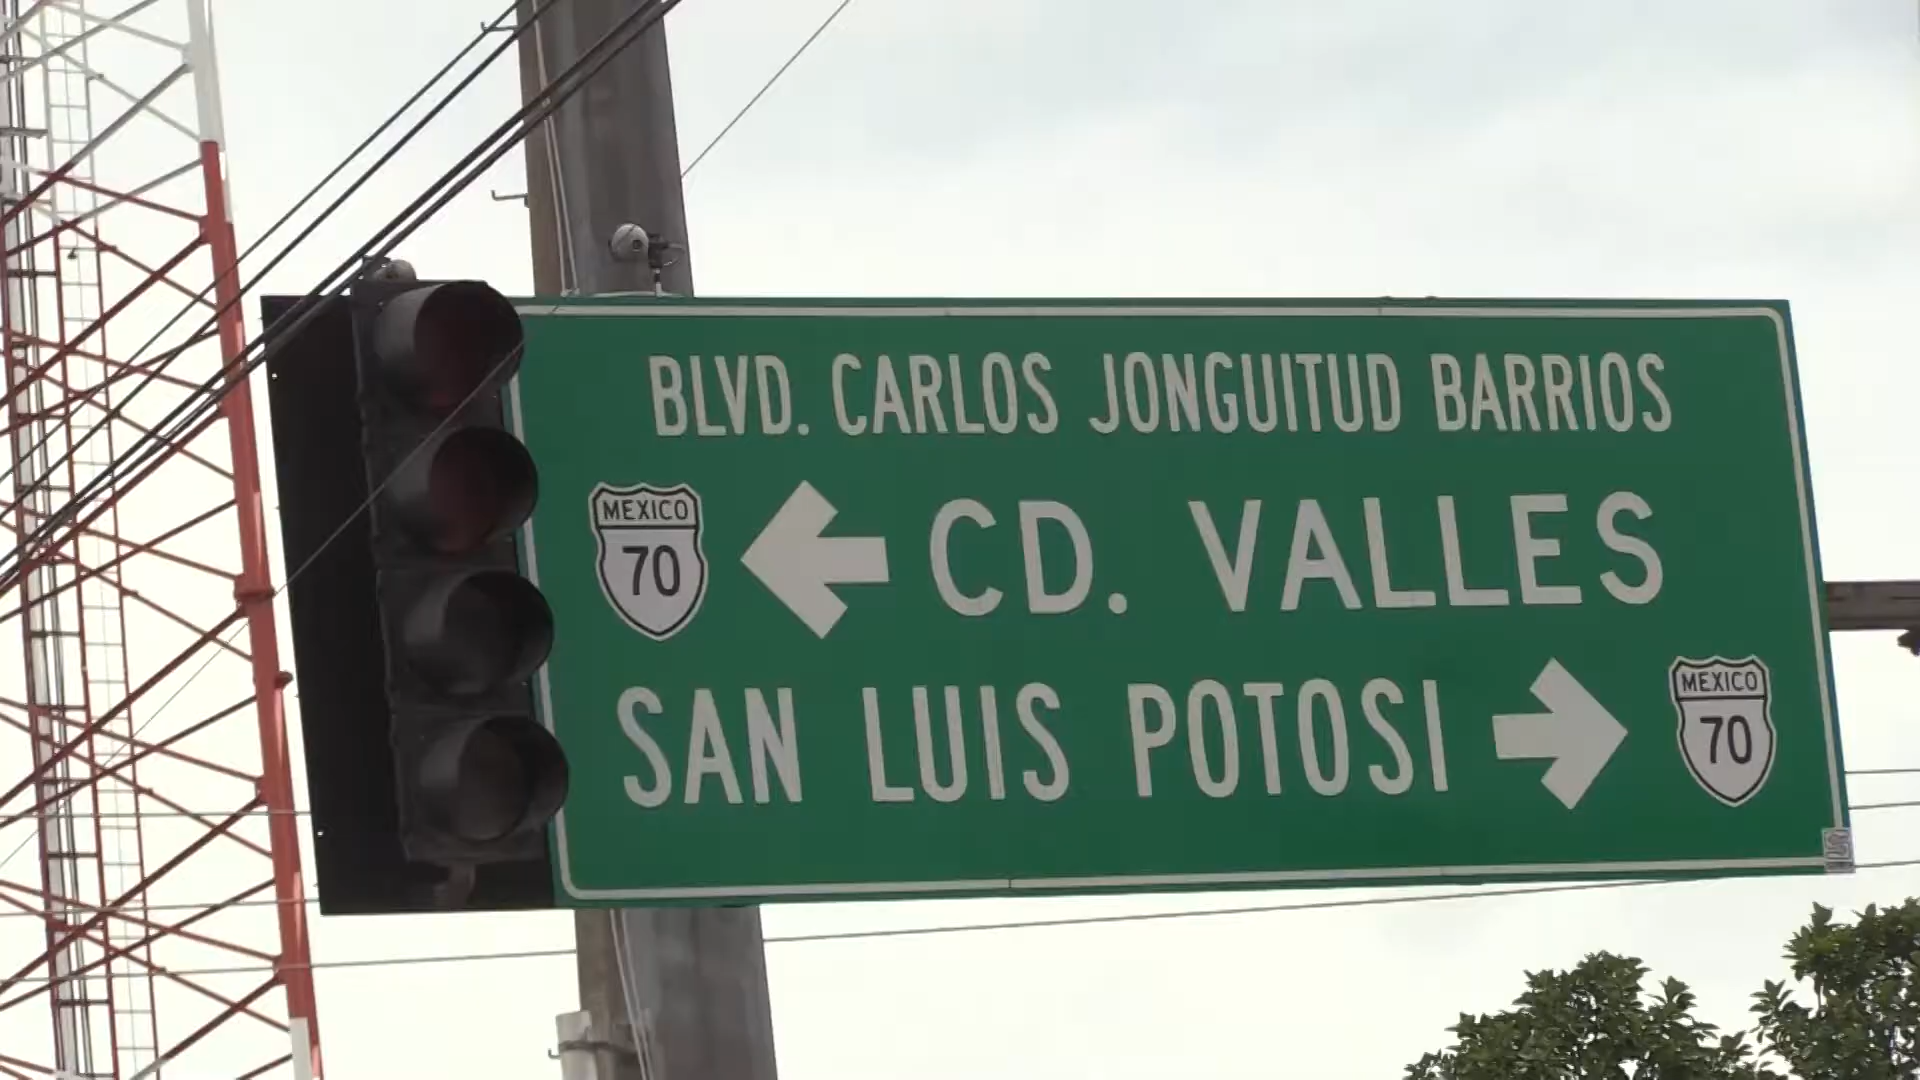 BLVD. CARLOS JONGUITUD BARRIOS
MEXICO
70
CD. VALLES
SAN LUIS POTOSI
MEXICO
70